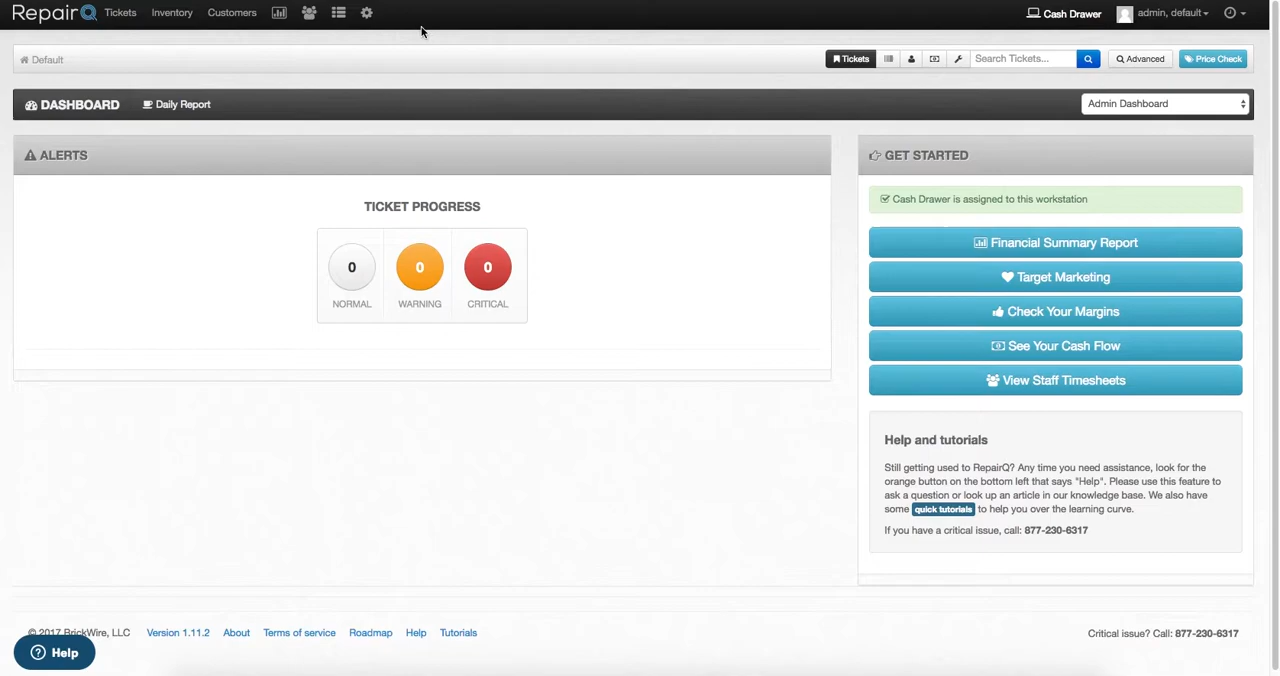 RepairQ Tickets Inventory Customers Cash Drawer admin, default
Default Tickets Search Tickets... Advanced Price Check
DASHBOARD Daily Report Admin Dashboard
ALERTS
TICKET PROGRESS
0 0 0
NORMAL WARNING CRITICAL
GET STARTED
Cash Drawer is assigned to this workstation
Financial Summary Report
Target Marketing
Check Your Margins
See Your Cash Flow
View Staff Timesheets
Help and tutorials
Still getting used to RepairQ? Any time you need assistance, look for the
orange button on the bottom left that says "Help". Please use this feature to
ask a question or look up an article in our knowledge base. We also have
some quick tutorials to help you over the learning curve.
If you have a critical issue, call: 877-230-6317
© 2017 BrickWire, LLC Version 1.11.2 About Terms of service Roadmap Help Tutorials Critical issue? Call: 877-230-6317
Help